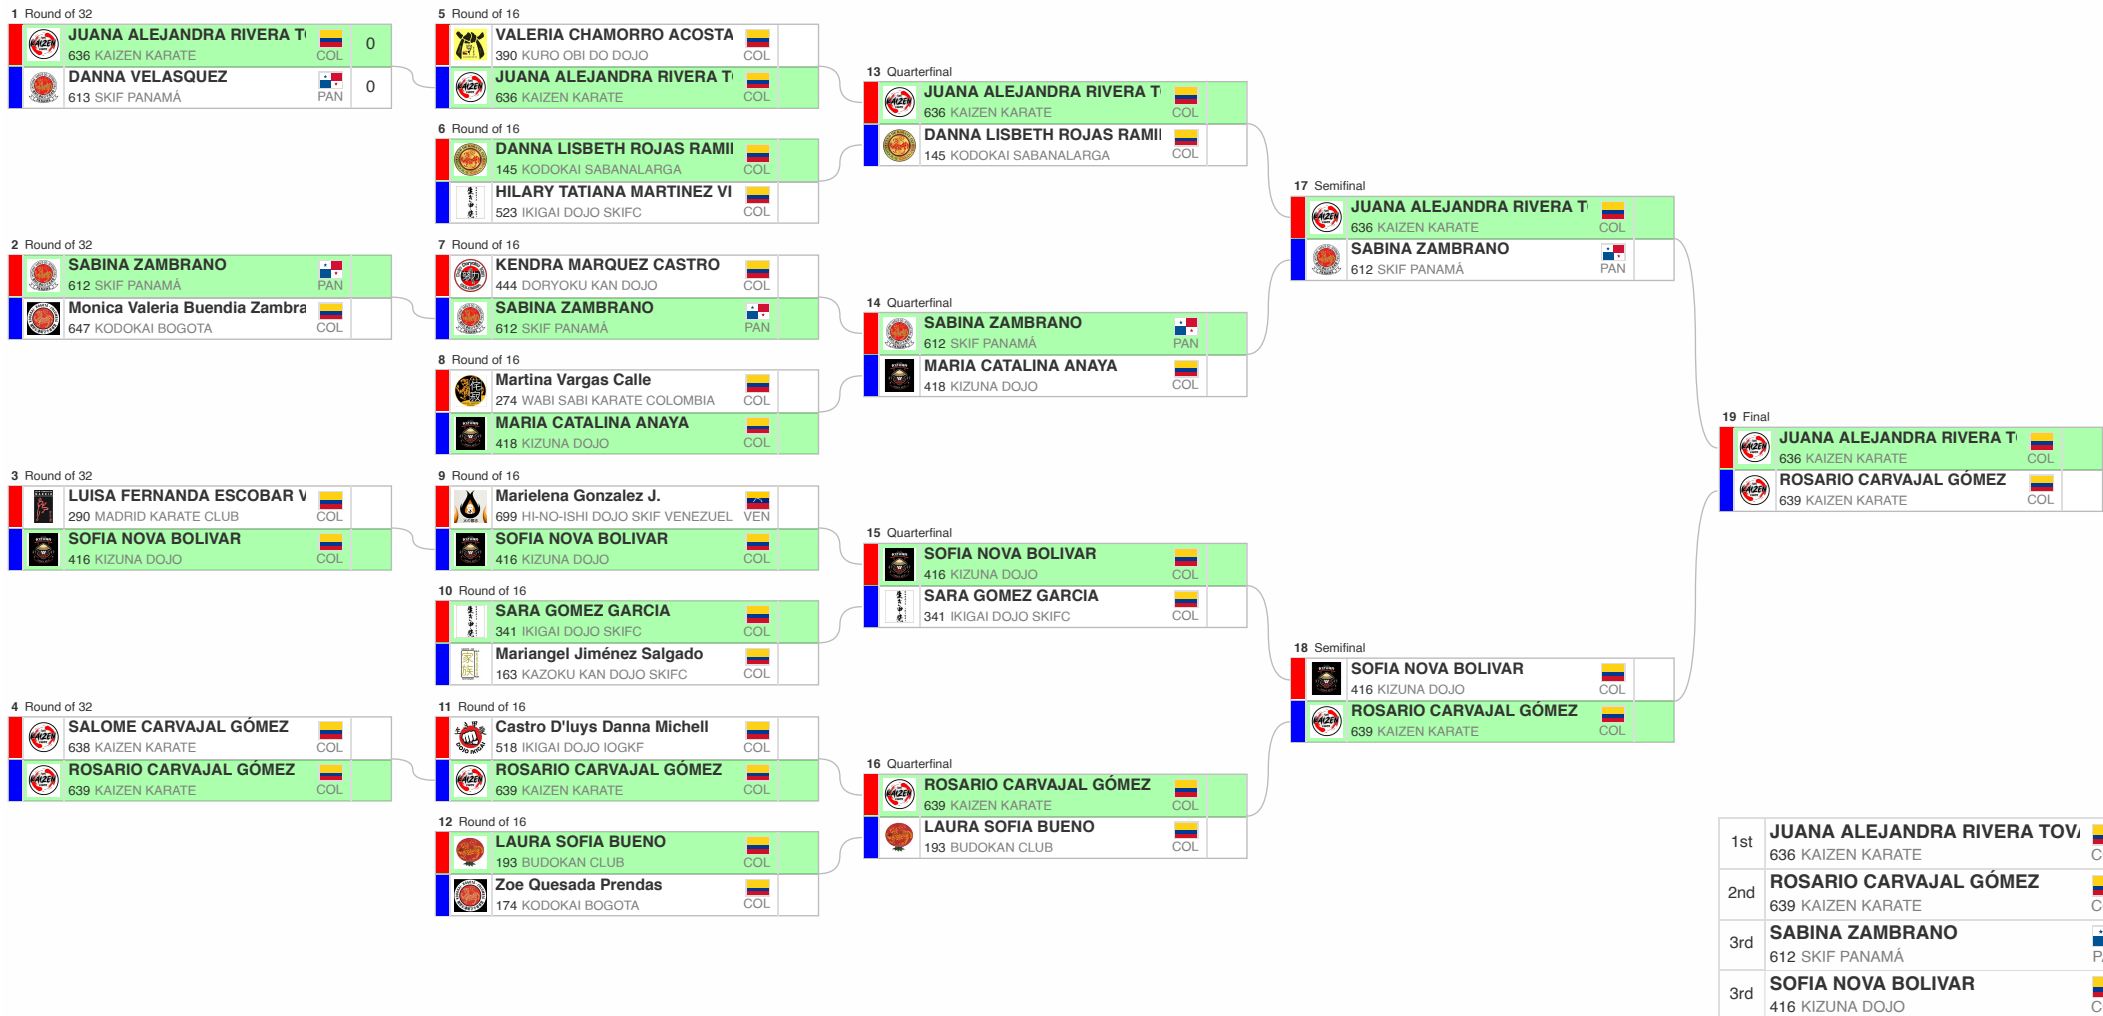 1 Round of 32
JUANA ALEJANDRA RIVERA T
636 KAIZEN KARATE
COL
0
DANNA VELASQUEZ
613 SKIF PANAMÁ
PAN
0
2 Round of 32
SABINA ZAMBRANO
612 SKIF PANAMÁ
PAN
Monica Valeria Buendia Zambra
647 KODOKAI BOGOTA
COL
3 Round of 32
LUISA FERNANDA ESCOBAR V
290 MADRID KARATE CLUB
COL
SOFIA NOVA BOLIVAR
416 KIZUNA DOJO
COL
4 Round of 32
SALOME CARVAJAL GÓMEZ
638 KAIZEN KARATE
COL
ROSARIO CARVAJAL GÓMEZ
639 KAIZEN KARATE
COL
5 Round of 16
VALERIA CHAMORRO ACOSTA
390 KURO OBI DO DOJO
COL
JUANA ALEJANDRA RIVERA T
636 KAIZEN KARATE
COL
6 Round of 16
DANNA LISBETH ROJAS RAMI
145 KODOKAI SABANALARGA
COL
HILARY TATIANA MARTINEZ VI
523 IKIGAI DOJO SKIFC
COL
7 Round of 16
KENDRA MARQUEZ CASTRO
444 DORYOKU KAN DOJO
COL
SABINA ZAMBRANO
612 SKIF PANAMÁ
PAN
8 Round of 16
Martina Vargas Calle
274 WABI SABI KARATE COLOMBIA
COL
MARIA CATALINA ANAYA
418 KIZUNA DOJO
COL
9 Round of 16
Marielena Gonzalez J.
699 HI-NO-ISHI DOJO SKIF VENEZUEL
VEN
SOFIA NOVA BOLIVAR
416 KIZUNA DOJO
COL
10 Round of 16
SARA GOMEZ GARCIA
341 IKIGAI DOJO SKIFC
COL
Mariangel Jiménez Salgado
163 KAZOKU KAN DOJO SKIFC
COL
11 Round of 16
Castro D'luys Danna Michell
518 IKIGAI DOJO IOGKF
COL
ROSARIO CARVAJAL GÓMEZ
639 KAIZEN KARATE
COL
12 Round of 16
LAURA SOFIA BUENO
193 BUDOKAN CLUB
COL
Zoe Quesada Prendas
174 KODOKAI BOGOTA
COL
13 Quarterfinal
JUANA ALEJANDRA RIVERA T
636 KAIZEN KARATE
COL
DANNA LISBETH ROJAS RAMI
145 KODOKAI SABANALARGA
COL
14 Quarterfinal
SABINA ZAMBRANO
612 SKIF PANAMÁ
PAN
MARIA CATALINA ANAYA
418 KIZUNA DOJO
COL
15 Quarterfinal
SOFIA NOVA BOLIVAR
416 KIZUNA DOJO
COL
SARA GOMEZ GARCIA
341 IKIGAI DOJO SKIFC
COL
16 Quarterfinal
ROSARIO CARVAJAL GÓMEZ
639 KAIZEN KARATE
COL
LAURA SOFIA BUENO
193 BUDOKAN CLUB
COL
17 Semifinal
JUANA ALEJANDRA RIVERA T
636 KAIZEN KARATE
COL
SABINA ZAMBRANO
612 SKIF PANAMÁ
PAN
18 Semifinal
SOFIA NOVA BOLIVAR
416 KIZUNA DOJO
COL
ROSARIO CARVAJAL GÓMEZ
639 KAIZEN KARATE
COL
19 Final
JUANA ALEJANDRA RIVERA T
636 KAIZEN KARATE
COL
ROSARIO CARVAJAL GÓMEZ
639 KAIZEN KARATE
COL
1st
JUANA ALEJANDRA RIVERA TOV
636 KAIZEN KARATE
C
2nd
ROSARIO CARVAJAL GÓMEZ
639 KAIZEN KARATE
C
3rd
SABINA ZAMBRANO
612 SKIF PANAMÁ
P
3rd
SOFIA NOVA BOLIVAR
416 KIZUNA DOJO
C